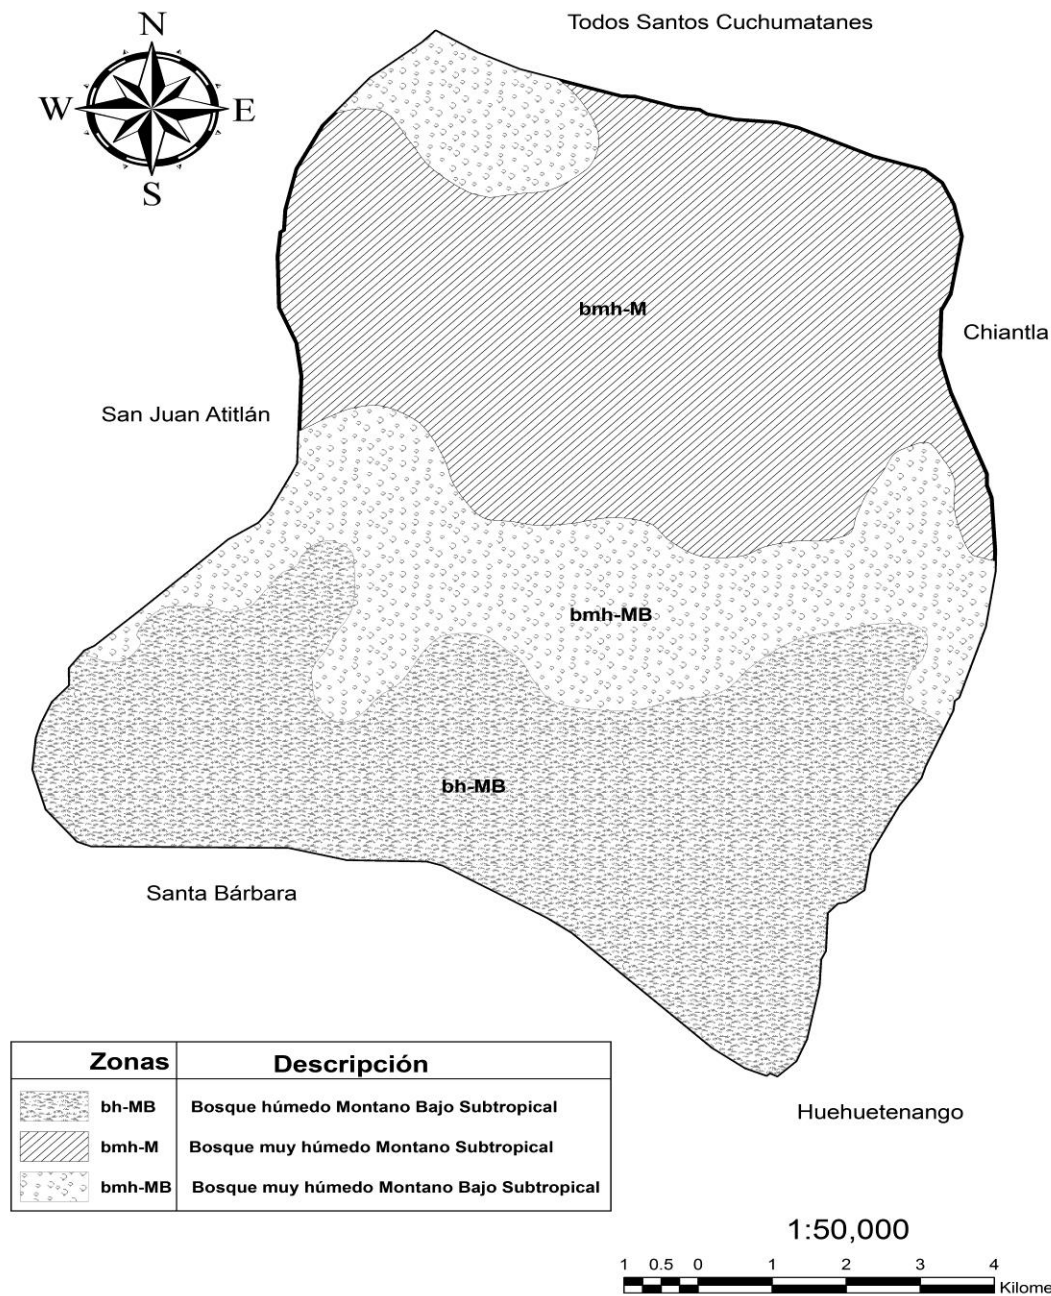 Todos Santos Cuchumatanes
N
W E
S
bmh-M
Chiantla
San Juan Atitlán
bmh-MB
bh-MB
Santa Bárbara
Zonas Descripción
bh-MB Bosque húmedo Montano Bajo Subtropical
bmh-M Bosque muy húmedo Montano Subtropical
bmh-MB Bosque muy húmedo Montano Bajo Subtropical
Huehuetenango
1:50,000
1 0.5 0 1 2 3 4
Kilome